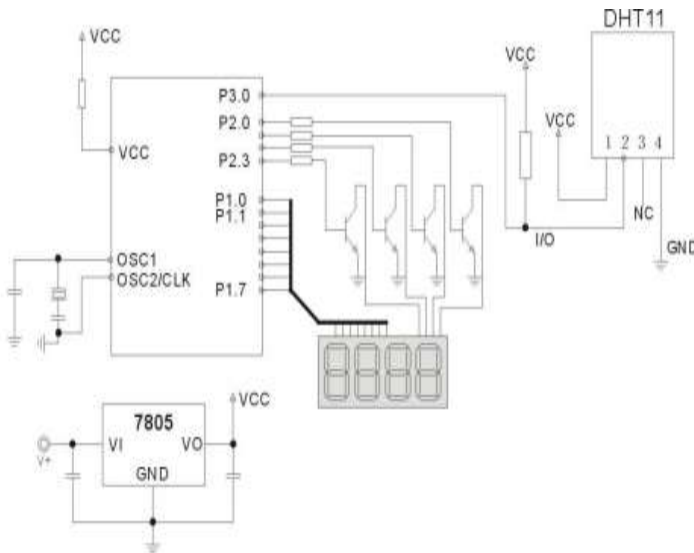 DHT11
VCC
VCC
P3.0
P2.0
VCC
P2.3
VCC
1 2 3 4
P1.0
P1.1
NC
I/O
GND
OSC1
OSC2/CLK
P1.7
VCC
7805
VI
VO
V+
GND